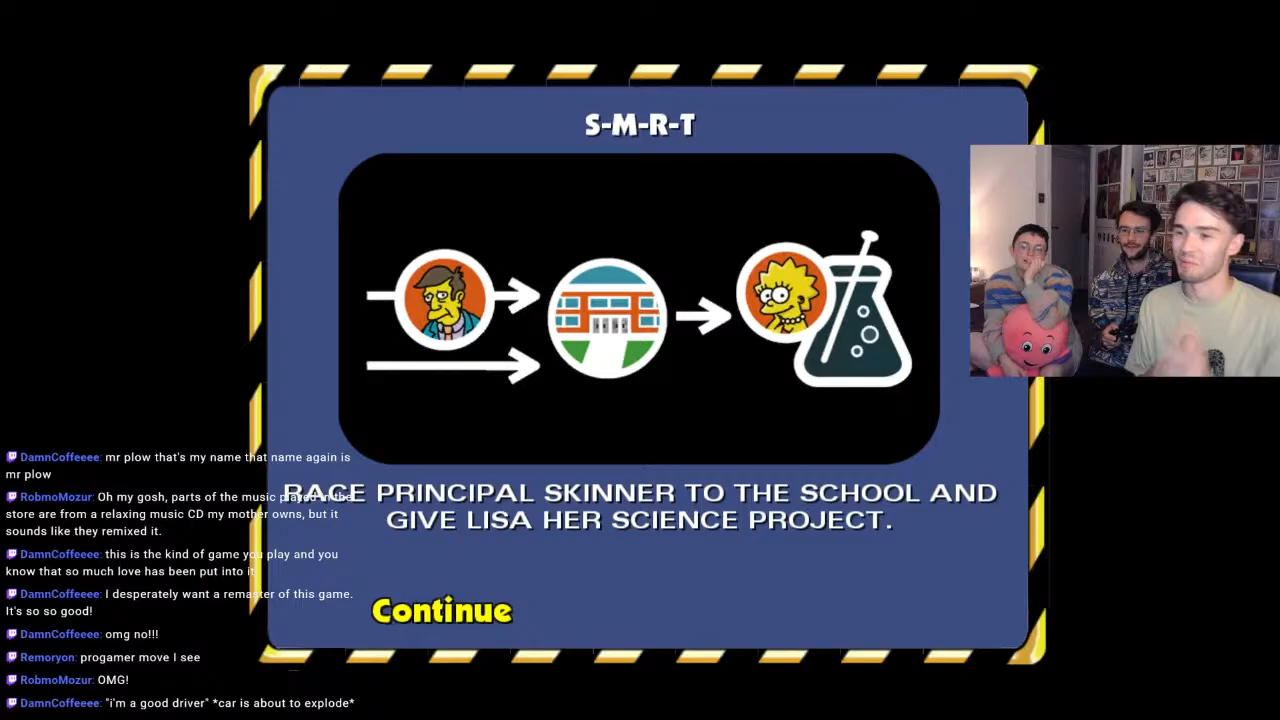 S-M-R-T
RACE PRINCIPAL SKINNER TO THE SCHOOL AND
GIVE LISA HER SCIENCE PROJECT.
Continue
DamnCoffeeee: mr plow that's my name that name again is
mr plow
RobmoMozur: Oh my gosh, parts of the music played in the
store are from a relaxing music CD my mother owns, but it
sounds like they remixed it.
DamnCoffeeee: this is the kind of game you play and you
know that so much love has been put into it
DamnCoffeeee: I desperately want a remaster of this game.
It's so so good!
DamnCoffeeee: omg no!!!
Remoryon: progamer move I see
RobmoMozur: OMG!
DamnCoffeeee: "i'm a good driver" *car is about to explode*